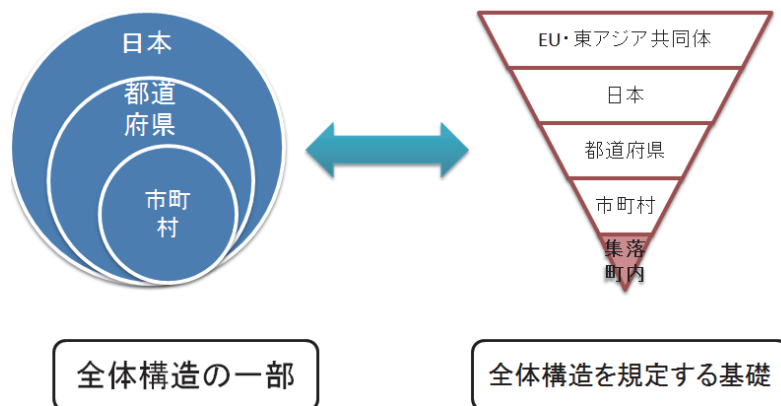 日本
都道
府県
市町
村
EU・東アジア共同体
日本
都道府県
市町村
集落
町内
全体構造の一部
全体構造を規定する基礎